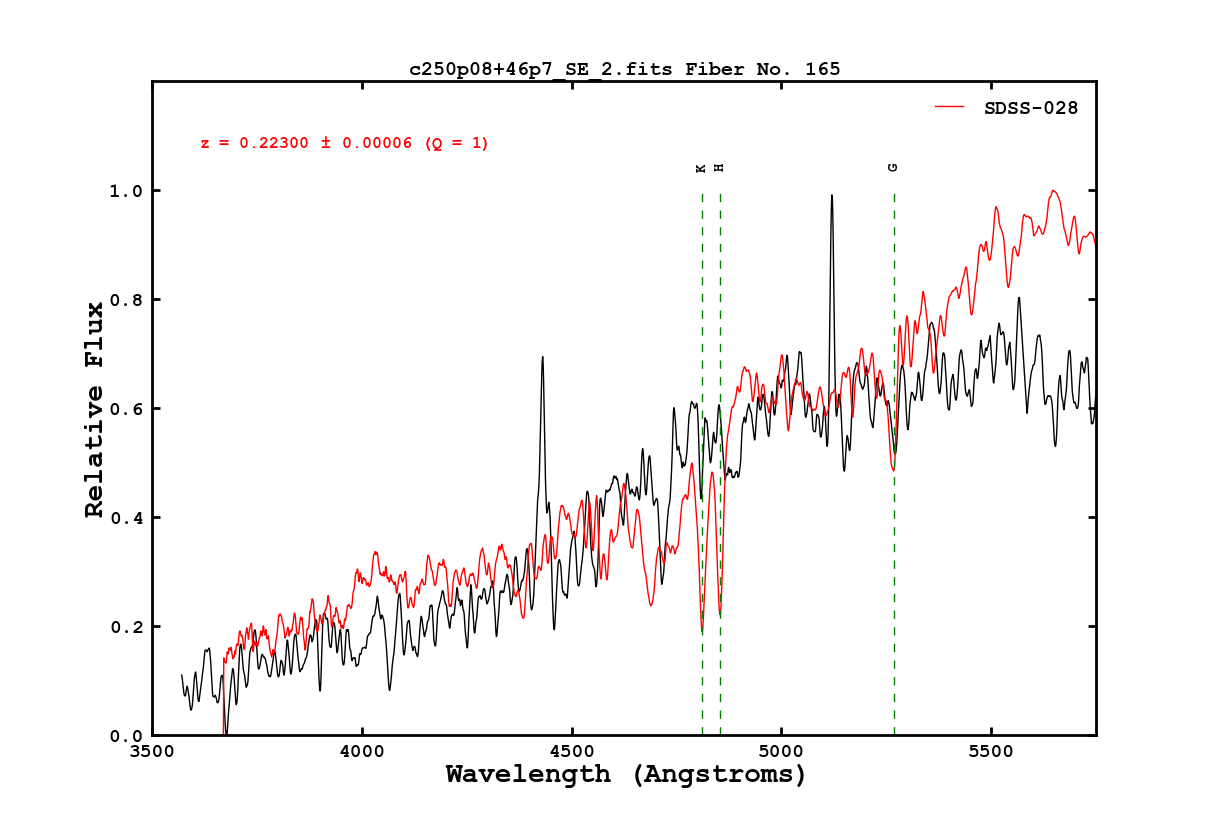 c250p08+46p7_SE_2.fits Fiber No. 165
SDSS-028
z = 0.22300 ± 0.00006 (Q = 1)
K
H
G
1.0
0.8
0.6
0.4
0.2
0.0
Relative Flux
3500
4000
4500
5000
5500
Wavelength (Angstroms)